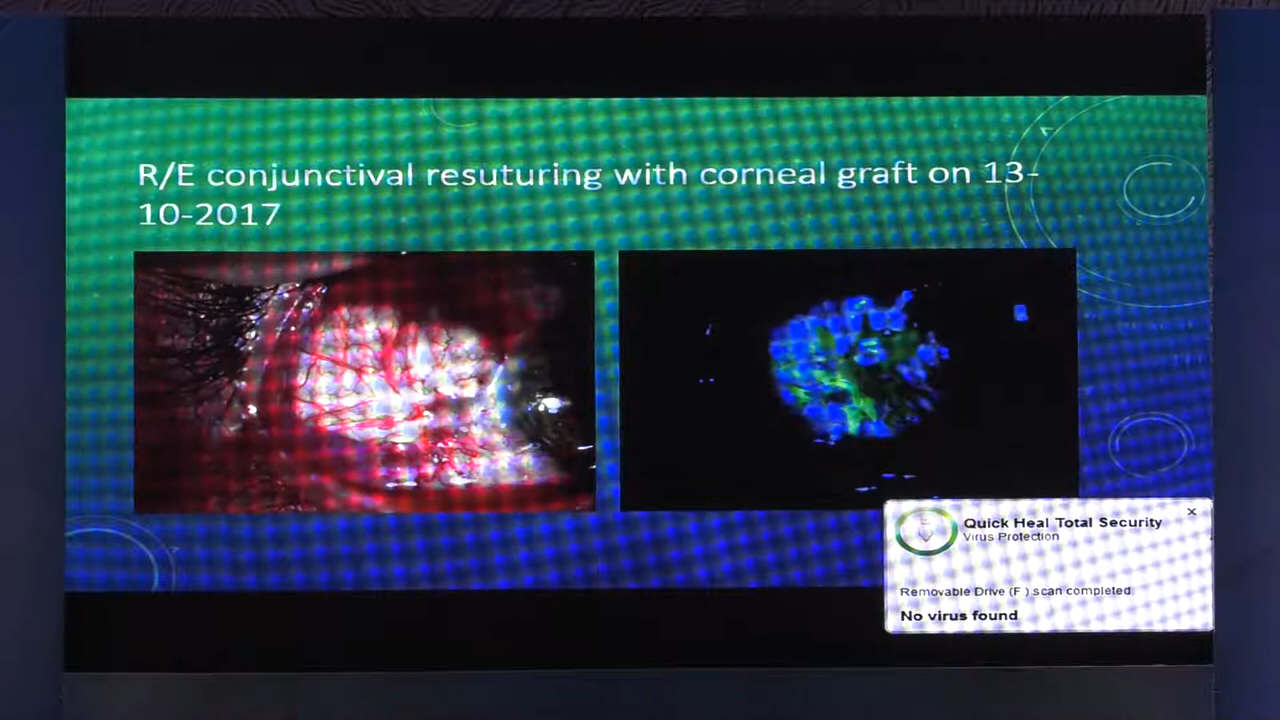 R/E conjunctival resuturing with corneal graft on 13-
10-2017
Quick Heal Total Security
Virus Protection
Removable Drive (F ) scan completed
No virus found